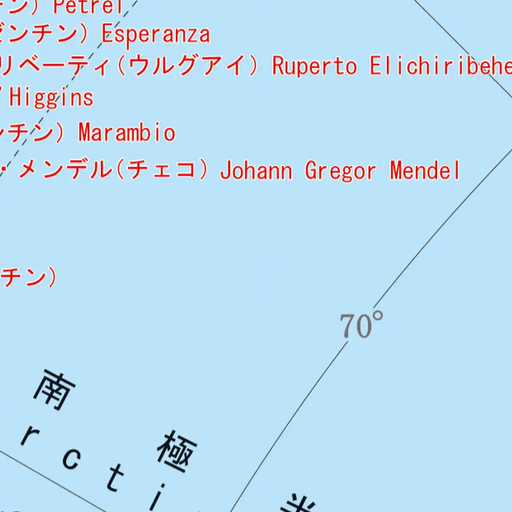 ン) Petrel
ゼンチン) Esperanza
リベーティ(ウルグアイ) Ruperto Elichiribehe
Higgins
ンチン) Marambio
・メンデル(チェコ) Johann Gregor Mendel
チン)
70°
南極半
rcti